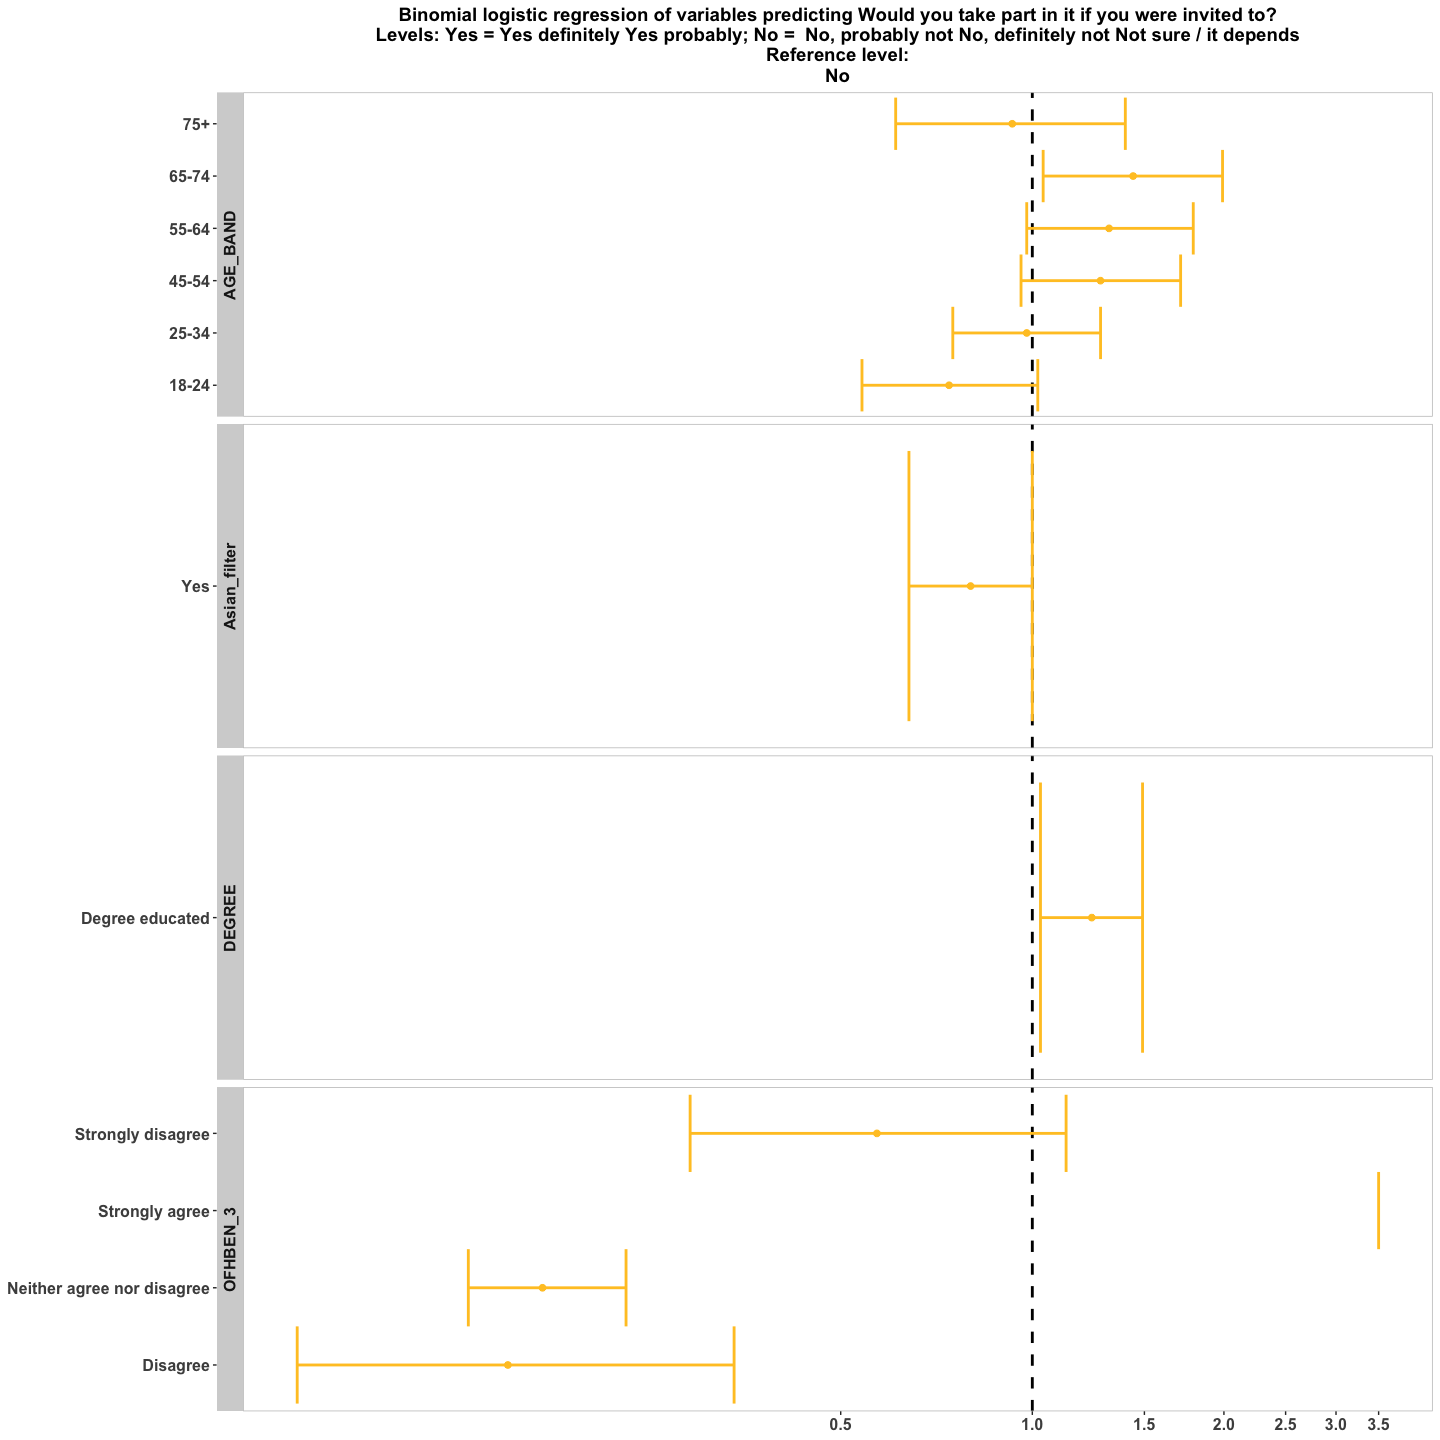 Binomial logistic regression of variables predicting Would you take part in it if you were invited to?
Levels: Yes = Yes definitely Yes probably; No =  No, probably not No, definitely not Not sure / it depends
Reference level:
No
AGE_BAND
75+
65-74
55-64
45-54
25-34
18-24
Asian_filter
Yes
DEGREE
Degree educated
OFHBEN_3
Strongly disagree
Strongly agree
Neither agree nor disagree
Disagree
0.5 1.0 1.5 2.0 2.5 3.0 3.5